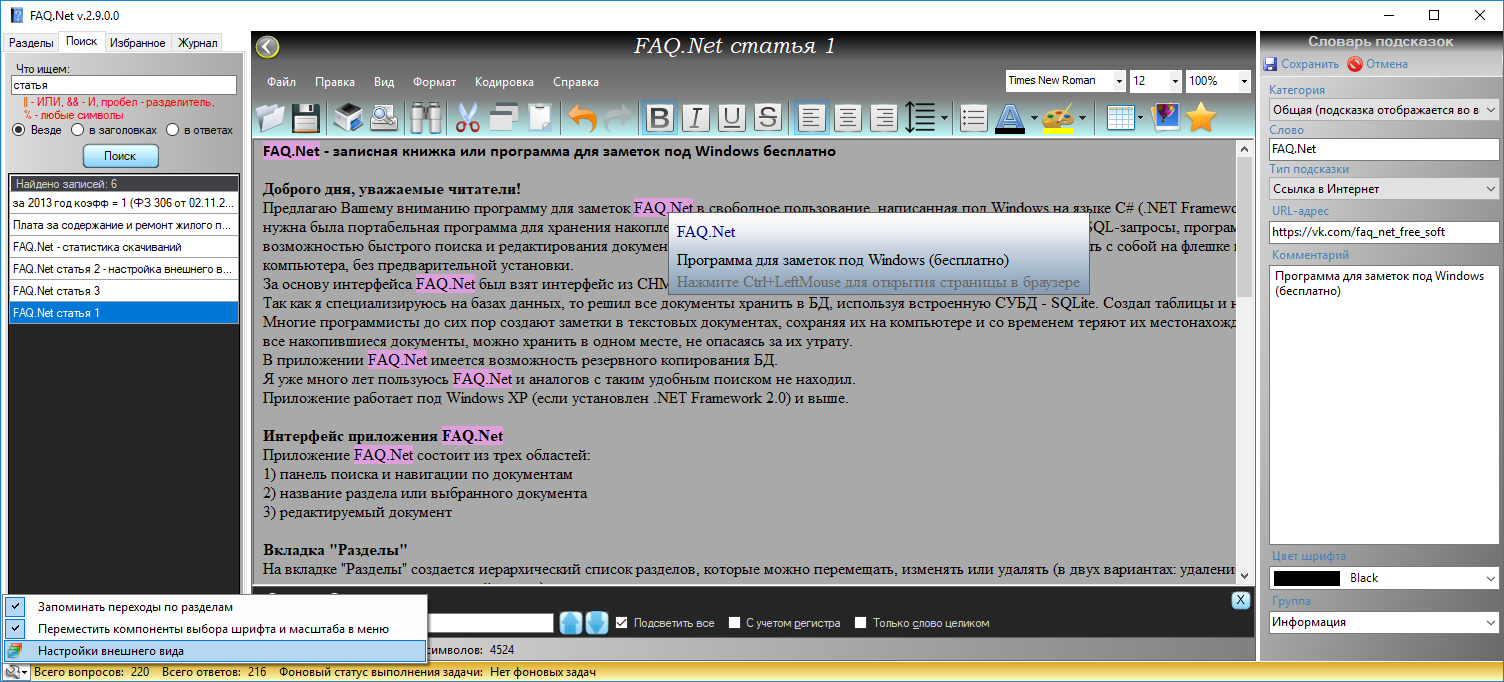 FAQ.Net v.2.9.0.0
Разделы Поиск Избранное Журнал
Что ищем:
статья
|| - ИЛИ, && - И, пробел - разделитель,
% - любые символы
Везде в заголовках в ответах
Поиск
Найдено записей: 6
за 2013 год коэфф = 1 (ФЗ 306 от 02.11.2...
Плата за содержание и ремонт жилого п...
FAQ.Net - статистика скачиваний
FAQ.Net статья 2 - настройка внешнего в...
FAQ.Net статья 3
FAQ.Net статья 1
FAQ.Net статья 1
Файл Правка Вид Формат Кодировка Справка
Times New Roman 12 100%
FAQ.Net - записная книжка или программа для заметок под Windows бесплатно
Доброго дня, уважаемые читатели!
Предлагаю Вашему вниманию программу для заметок FAQ.Net в свободное пользование, написанная под Windows на языке C# (.NET Framewo
нужна была портабельная программа для хранения накопле SQL-запросы, програм
возможностью быстрого поиска и редактирования докумен ть с собой на флешке
компьютера, без предварительной установки.
За основу интерфейса FAQ.Net был взят интерфейс из CHM
Так как я специализируюсь на базах данных, то решил все документы хранить в БД, используя встроенную СУБД - SQLite. Создал таблицы и н
Многие программисты до сих пор создают заметки в текстовых документах, сохраняя их на компьютере и со временем теряют их местонахожд
все накопившиеся документы, можно хранить в одном месте, не опасаясь за их утрату.
В приложении FAQ.Net имеется возможность резервного копирования БД.
Я уже много лет пользуюсь FAQ.Net и аналогов с таким удобным поиском не находил.
Приложение работает под Windows XP (если установлен .NET Framework 2.0) и выше.
Интерфейс приложения FAQ.Net
Приложение FAQ.Net состоит из трех областей:
1) панель поиска и навигации по документам
2) название раздела или выбранного документа
3) редактируемый документ
Вкладка "Разделы"
На вкладке "Разделы" создается иерархический список разделов, которые можно перемещать, изменять или удалять (в двух вариантах: удалени
FAQ.Net
Программа для заметок под Windows (бесплатно)
Нажмите Ctrl+LeftMouse для открытия страницы в браузере
X
Подсветить все С учетом регистра Только слово целиком
символов: 4524
Запоминать переходы по разделам
Переместить компоненты выбора шрифта и масштаба в меню
Настройки внешнего вида
Всего вопросов: 220 Всего ответов: 216 Фоновый статус выполнения задачи: Нет фоновых задач
Словарь подсказок
Сохранить Отмена
Категория
Общая (подсказка отображается во в
Слово
FAQ.Net
Тип подсказки
Ссылка в Интернет
URL-адрес
https://vk.com/faq_net_free_soft
Комментарий
Программа для заметок под Windows
(бесплатно)
Цвет шрифта
Black
Группа
Информация